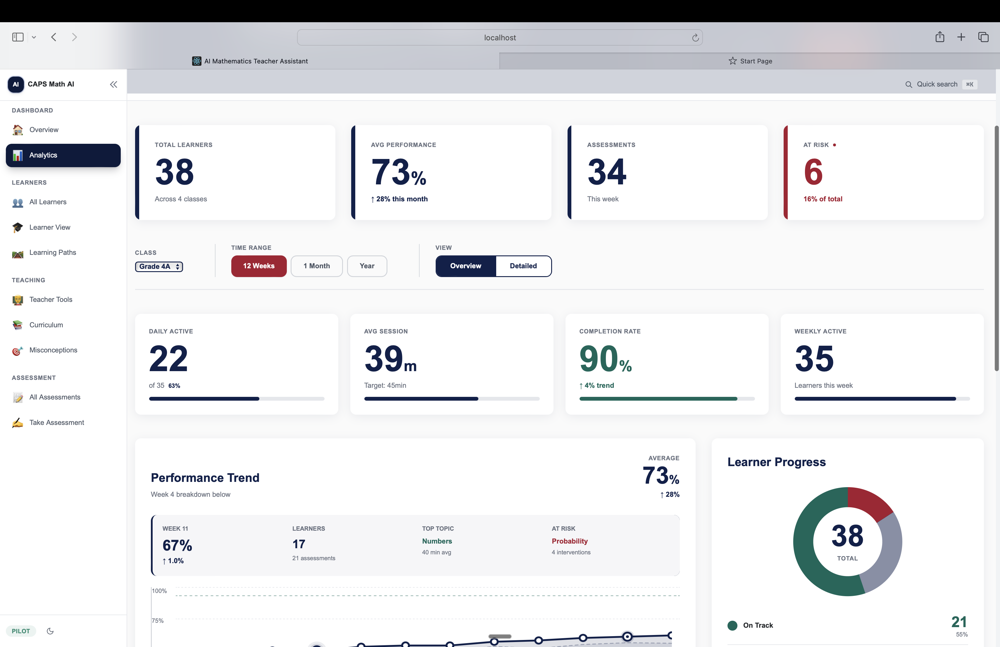 localhost
AI Mathematics Teacher Assistant
Start Page
AI CAPS Math AI
Quick search ⌘K
DASHBOARD
Overview
Analytics
LEARNERS
All Learners
Learner View
Learning Paths
TEACHING
Teacher Tools
Curriculum
Misconceptions
ASSESSMENT
All Assessments
Take Assessment
PILOT
TOTAL LEARNERS
38
Across 4 classes
AVG PERFORMANCE
73%
↑ 28% this month
ASSESSMENTS
34
This week
AT RISK
6
16% of total
CLASS
Grade 4A
TIME RANGE
12 Weeks
1 Month
Year
VIEW
Overview
Detailed
DAILY ACTIVE
22
of 35 63%
AVG SESSION
39m
Target: 45min
COMPLETION RATE
90%
↑ 4% trend
WEEKLY ACTIVE
35
Learners this week
Performance Trend
Week 4 breakdown below
AVERAGE
73%
↑ 28%
WEEK 11
67%
↑ 1.0%
LEARNERS
17
21 assessments
TOP TOPIC
Numbers
40 min avg
AT RISK
Probability
4 interventions
100%
75%
Learner Progress
38
TOTAL
On Track
21
55%